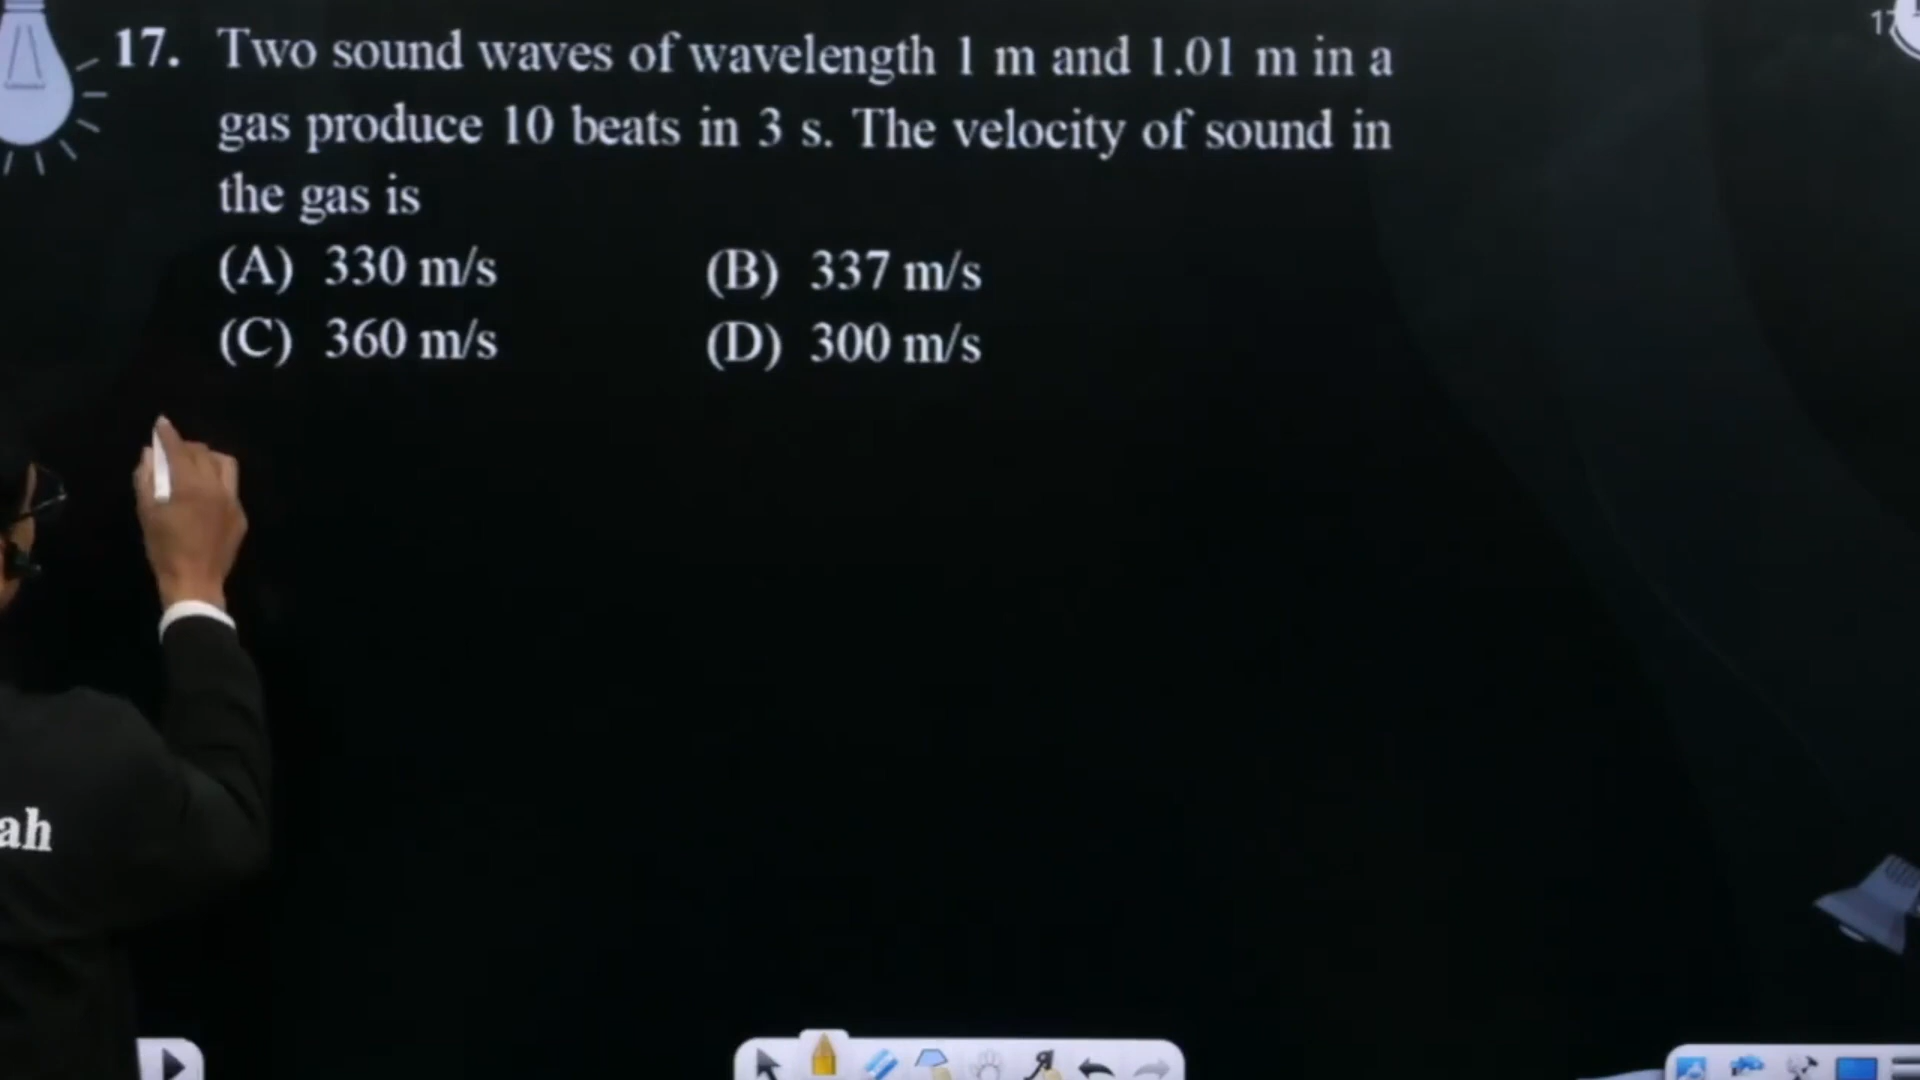 17. Two sound waves of wavelength 1 m and 1.01 m in a
gas produce 10 beats in 3 s. The velocity of sound in
the gas is
(A) 330 m/s (B) 337 m/s
(C) 360 m/s (D) 300 m/s
ah
17